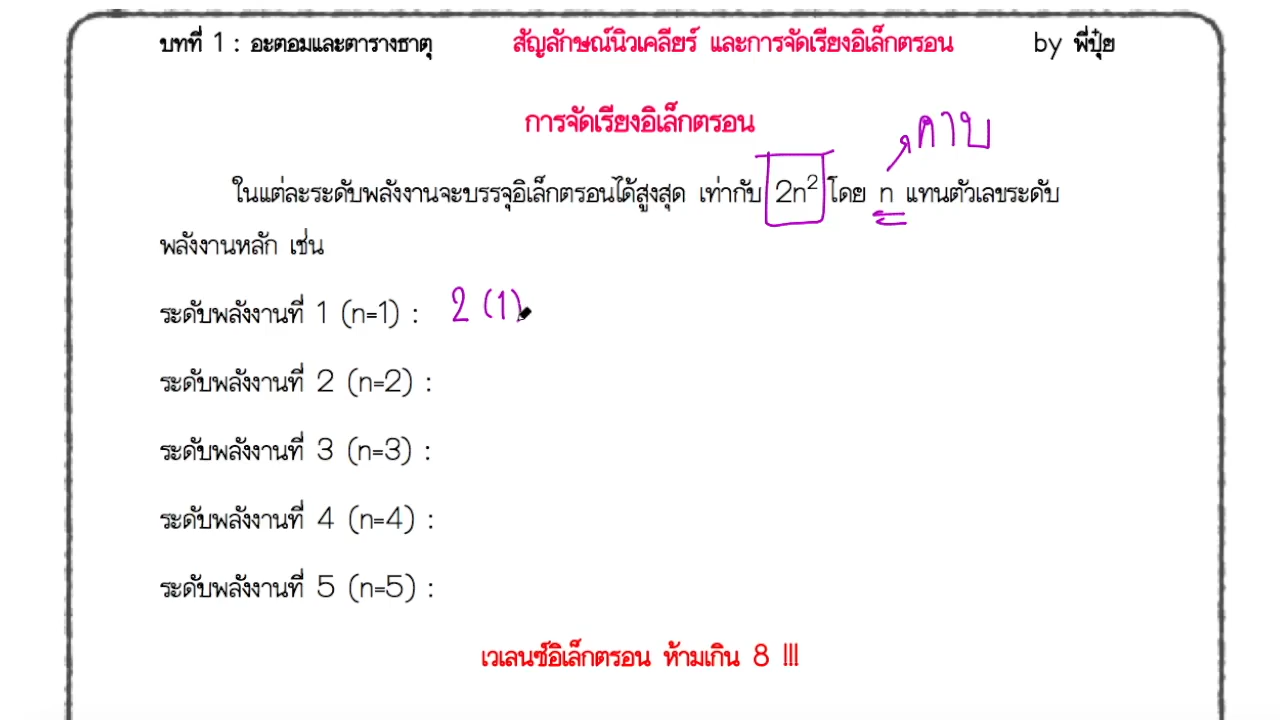 บทที่ 1 : อะตอมและตารางธาตุ สัญลักษณ์นิวเคลียร์ และการจัดเรียงอิเล็กตรอน by พี่ปุ๋ย
การจัดเรียงอิเล็กตรอน
คาบ
ในแต่ละระดับพลังงานจะบรรจุอิเล็กตรอนได้สูงสุด เท่ากับ 2n² โดย n แทนตัวเลขระดับ
พลังงานหลัก เช่น
ระดับพลังงานที่ 1 (n=1) : 2 (1)
ระดับพลังงานที่ 2 (n=2) :
ระดับพลังงานที่ 3 (n=3) :
ระดับพลังงานที่ 4 (n=4) :
ระดับพลังงานที่ 5 (n=5) :
เวเลนซ์อิเล็กตรอน ห้ามเกิน 8 !!!